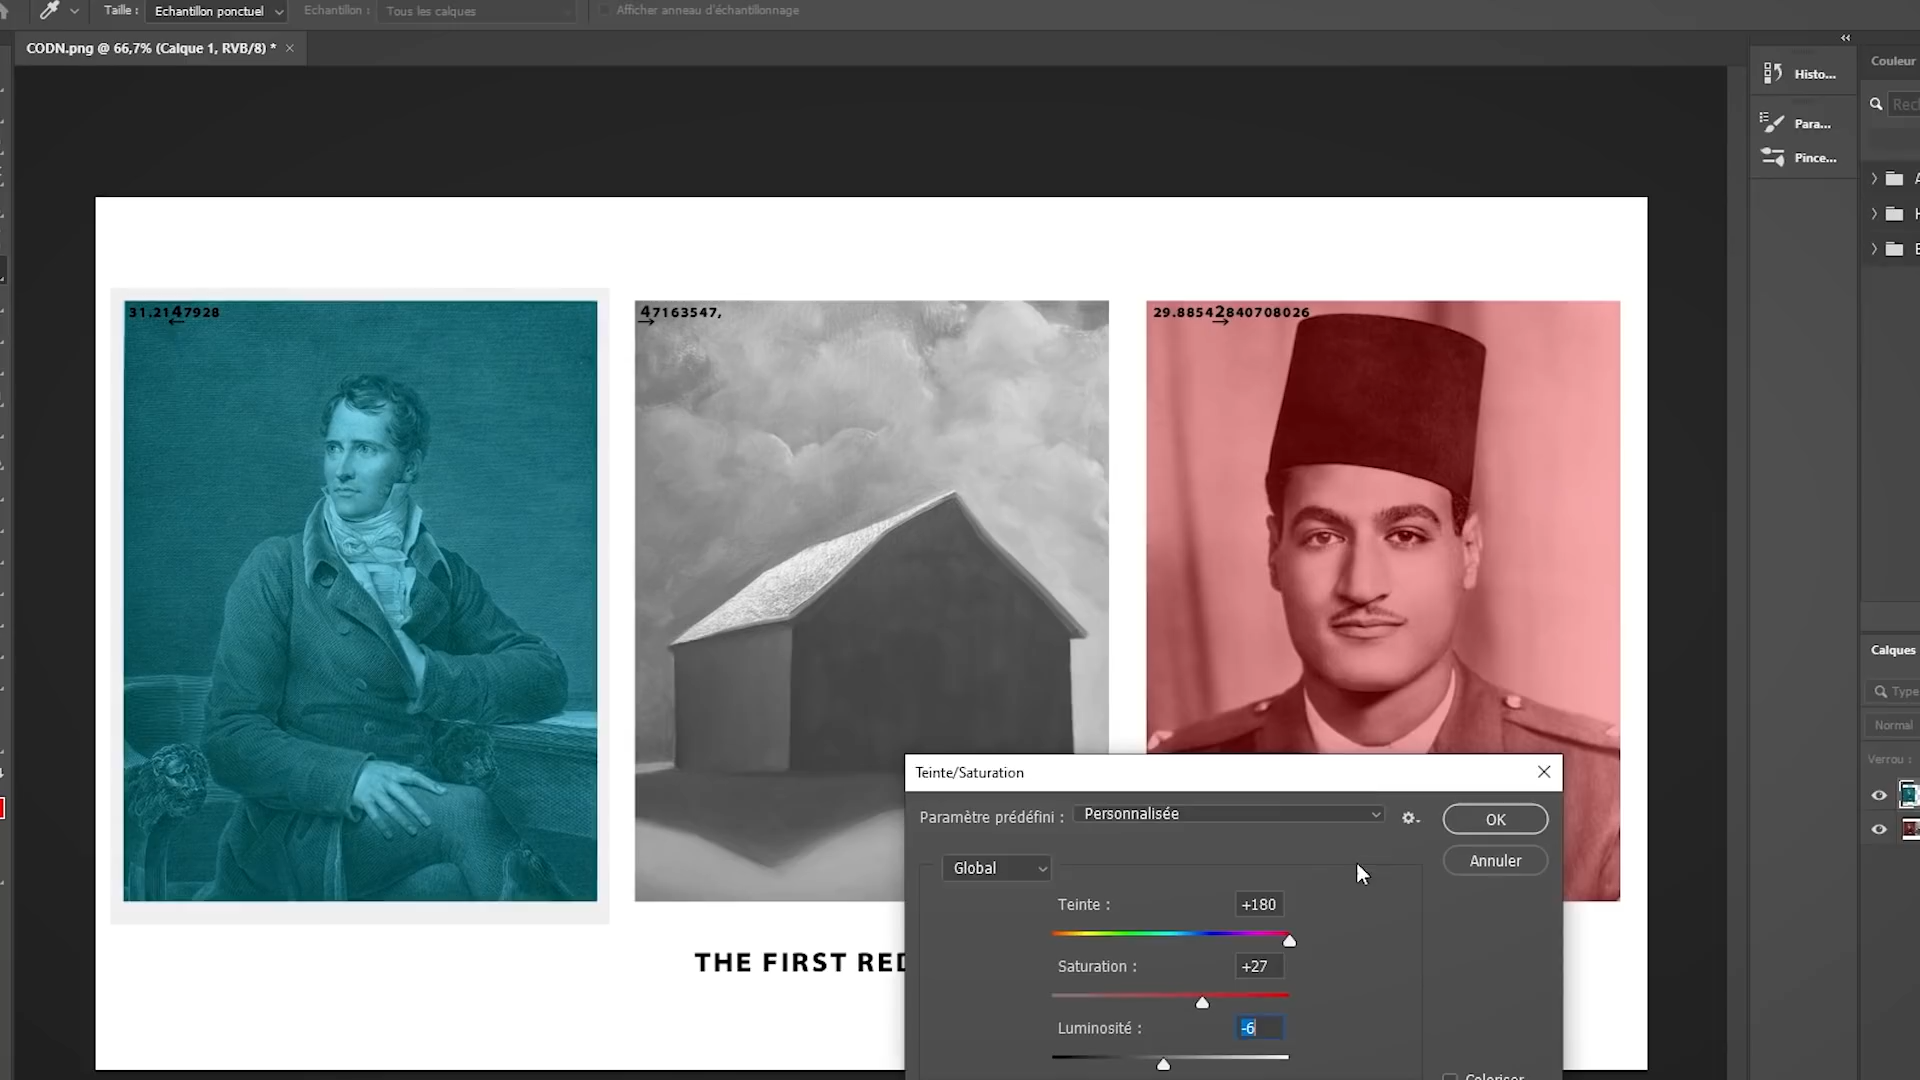 Taille :
Echantillon ponctuel
Echantillon :
Tous les calques
Afficher anneau d'échantillonnage
CODN.png @ 66,7% (Calque 1, RVB/8) * ×
Histo...
Couleur
Para...
Pince...
31,2147928
47163547,
29.88542840708026
THE FIRST RED
Calques
Type
Normal
Verrou :
Teinte/Saturation
Paramètre prédéfini :
Personnalisée
OK
Global
Annuler
Teinte :
+180
Saturation :
+27
Luminosité :
-6
Coloriser